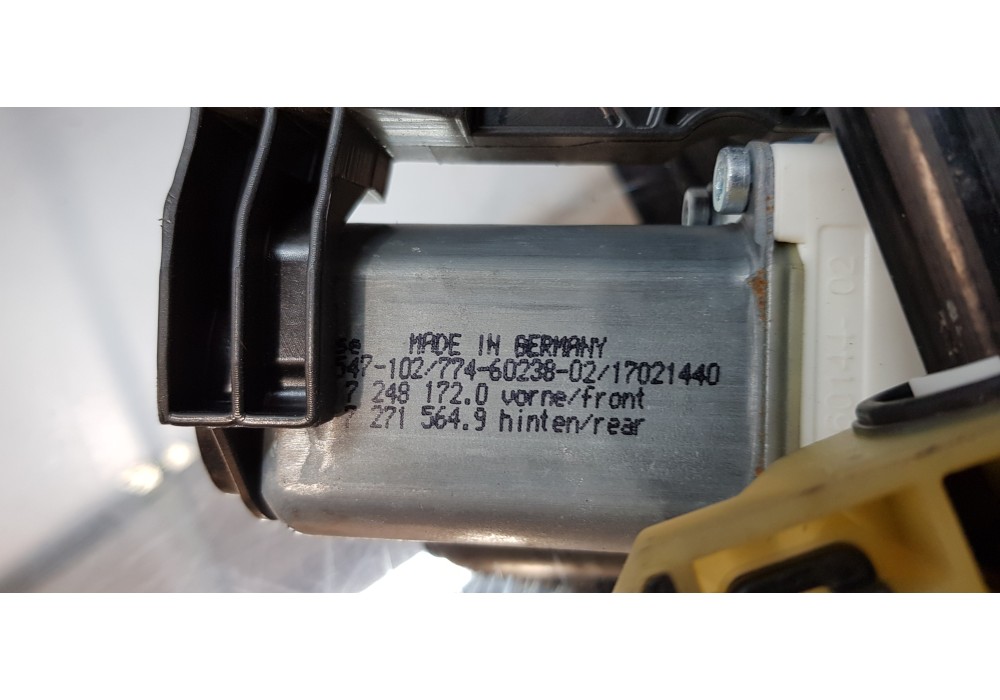 MADE IN GERMANY
547-102/774-60238-02/17021440
7 248 172.0 vorne/front
7 271 564.9 hinten/rear